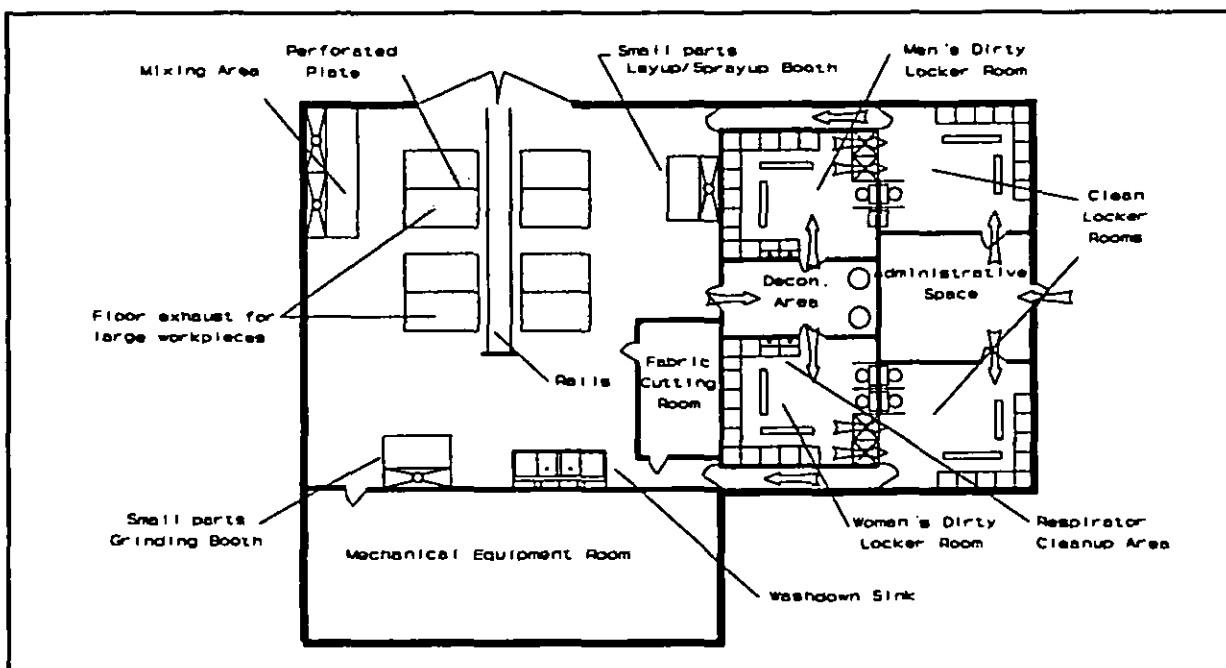 Mixing Area
Perforated
Plate
Small parts
Layup/Sprayup Booth
Men's Dirty
Locker Room
Clean
Locker
Rooms
Decon.
Area
Administrative
Space
Floor exhaust for
large workpieces
Rails
Fabric
Cutting
Room
Small parts
Grinding Booth
Mechanical Equipment Room
Woman's Dirty
Locker Room
Respirator
Cleanup Area
Washdown Sink